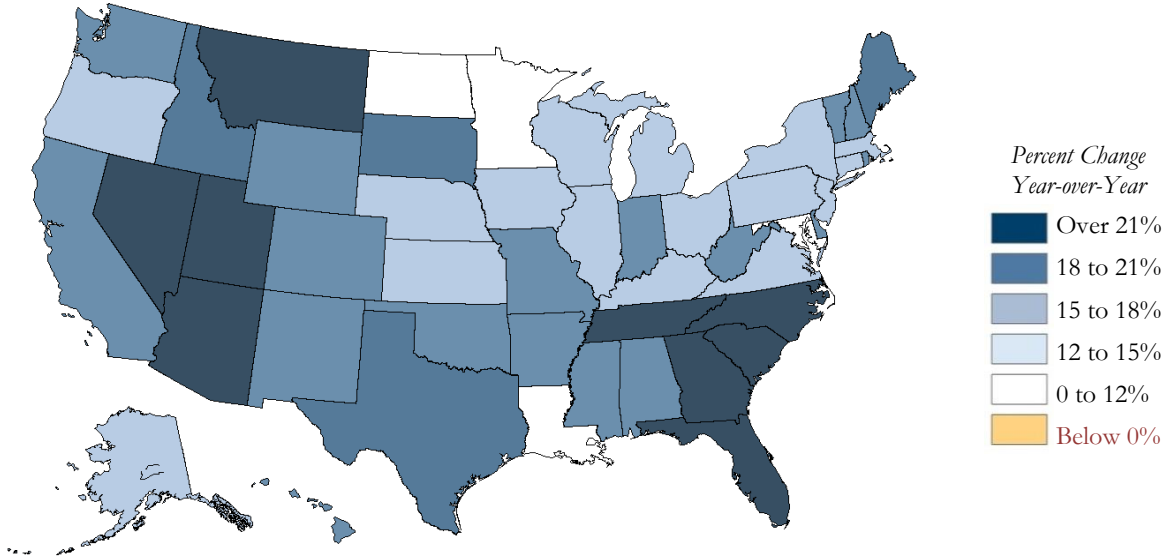 Percent Change
Year-over-Year
Over 21%
18 to 21%
15 to 18%
12 to 15%
0 to 12%
Below 0%